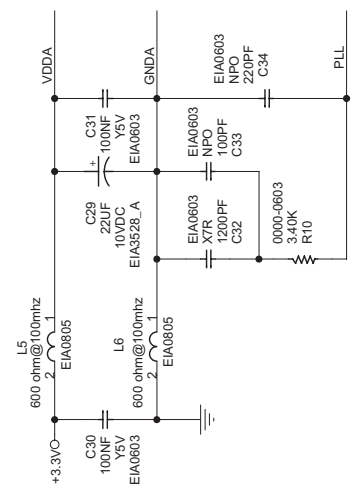 +3.3V
C30
100NF
Y5V
EIA0603
L5
600 ohm@100mhz
2
1
EIA0805
L6
600 ohm@100mhz
2
1
EIA0805
C29
22UF
10VDC
EIA3528_A
+
C31
100NF
Y5V
EIA0603
VDDA
GNDA
EIA0603
X7R
1200PF
C32
EIA0603
NPO
100PF
C33
EIA0603
NPO
220PF
C34
0000-0603
3.40K
R10
PLL